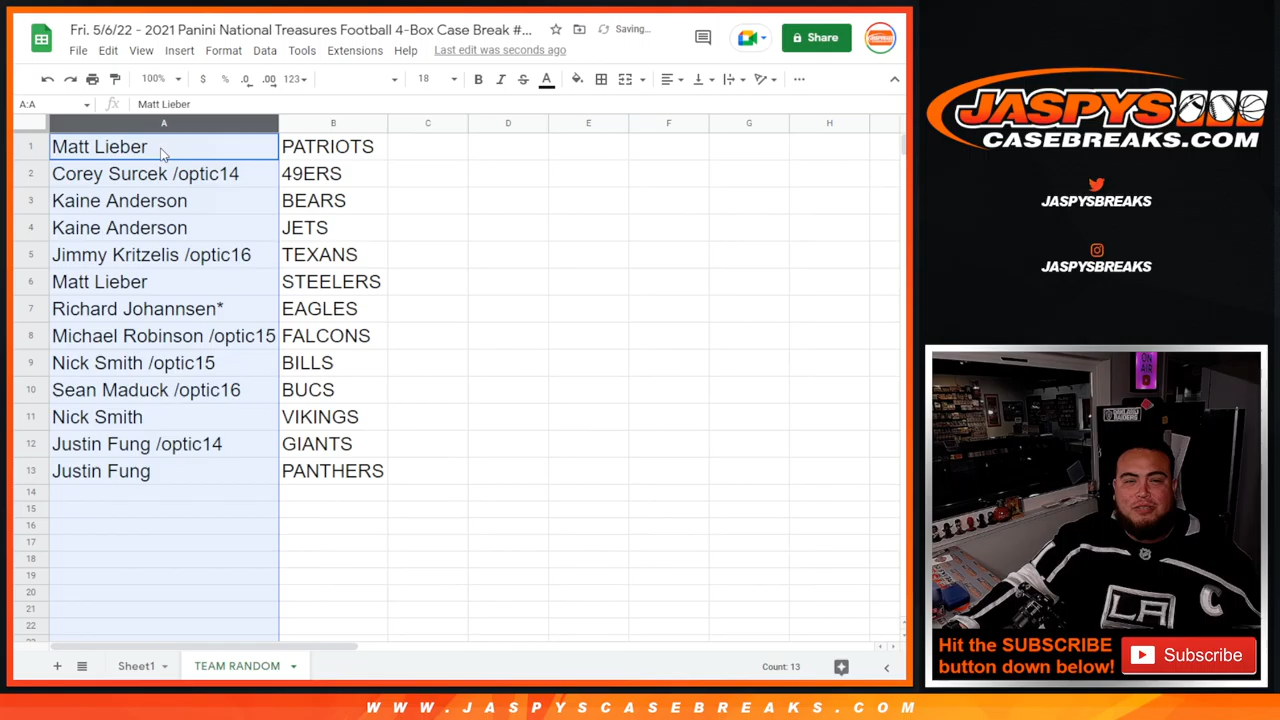 Fri. 5/6/22 - 2021 Panini National Treasures Football 4-Box Case Break #...
Saving...
Share
File Edit View Insert Format Data Tools Extensions Help Last edit was seconds ago
100% $ % .0 .00 123 18 B I S A
A:A fx Matt Lieber
A B C D E F G H
1 Matt Lieber PATRIOTS
2 Corey Surcek /optic14 49ERS
3 Kaine Anderson BEARS
4 Kaine Anderson JETS
5 Jimmy Kritzelis /optic16 TEXANS
6 Matt Lieber STEELERS
7 Richard Johannsen* EAGLES
8 Michael Robinson /optic15 FALCONS
9 Nick Smith /optic15 BILLS
10 Sean Maduck /optic16 BUCS
11 Nick Smith VIKINGS
12 Justin Fung /optic14 GIANTS
13 Justin Fung PANTHERS
14
15
16
17
18
19
20
21
22
Sheet1 TEAM RANDOM Count: 13
JASPYS
CASEBREAKS.COM
JASPYSBREAKS
JASPYSBREAKS
ON
AIR
LA
C
Hit the SUBSCRIBE
button down below!
Subscribe
WWW.JASPYSCASEBREAKS.COM